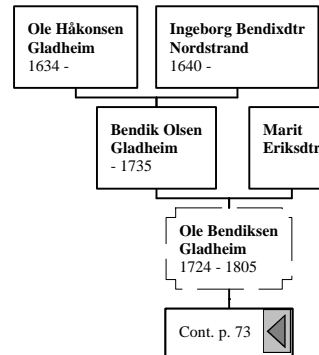 Ole Håkonsen
Gladheim
1634 -
Ingeborg Bendixdtr
Nordstrand
1640 -
Bendik Olsen
Gladheim
- 1735
Marit
Eriksdtr
Ole Bendiksen
Gladheim
1724 - 1805
Cont. p. 73